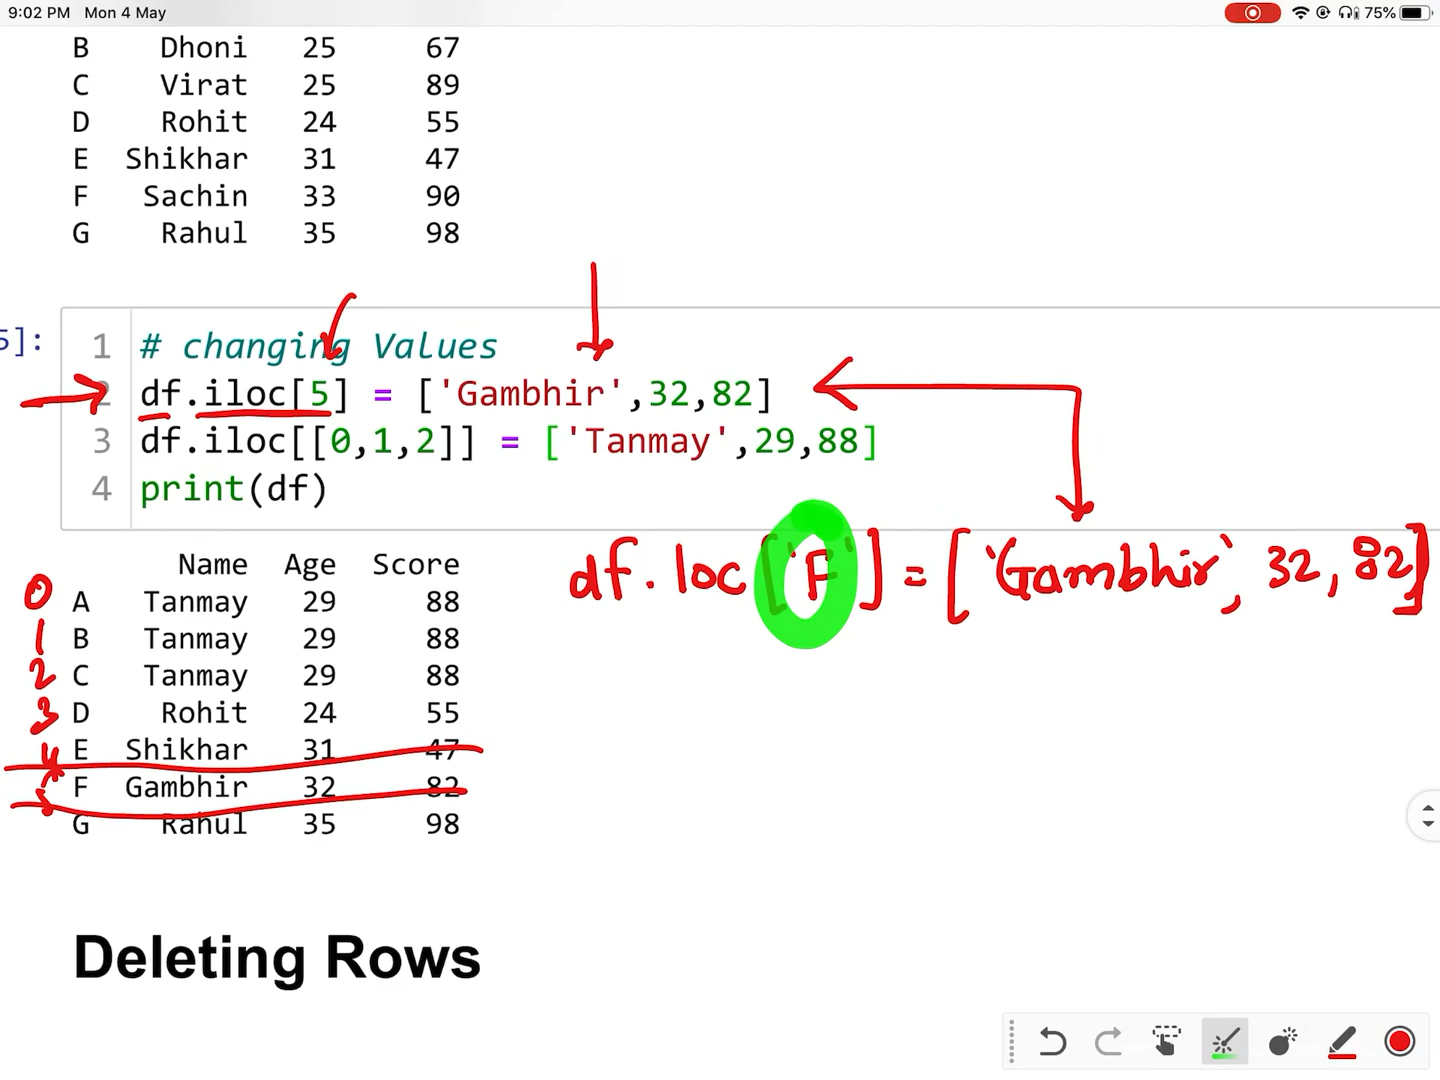 9:02 PM Mon 4 May 75%
B Dhoni 25 67
C Virat 25 89
D Rohit 24 55
E Shikhar 31 47
F Sachin 33 90
G Rahul 35 98
5]:
1 # changing Values
2 df.iloc[5] = ['Gambhir',32,82]
3 df.iloc[[0,1,2]] = ['Tanmay',29,88]
4 print(df)
df.loc['F'] = ['Gambhir', 32, 82]
Name Age Score
0 A Tanmay 29 88
1 B Tanmay 29 88
2 C Tanmay 29 88
3 D Rohit 24 55
4 E Shikhar 31 47
5 F Gambhir 32 82
G Rahul 35 98
Deleting Rows